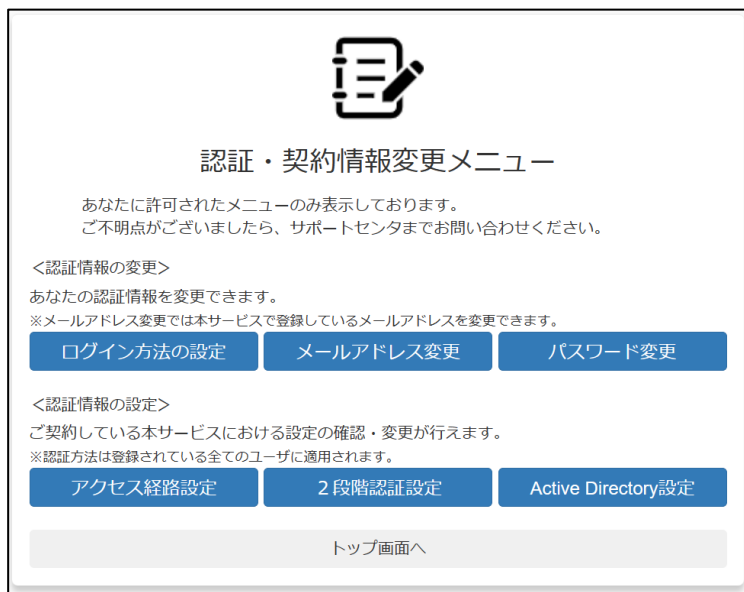 認証・契約情報変更メニュー
あなたに許可されたメニューのみ表示しております。
ご不明点がございましたら、サポートセンタまでお問い合わせください。
＜認証情報の変更＞
あなたの認証情報を変更できます。
※メールアドレス変更では本サービスで登録しているメールアドレスを変更できます。
ログイン方法の設定 メールアドレス変更 パスワード変更
＜認証情報の設定＞
ご契約している本サービスにおける設定の確認・変更が行えます。
※認証方法は登録されている全てのユーザに適用されます。
アクセス経路設定 ２段階認証設定 Active Directory設定
トップ画面へ